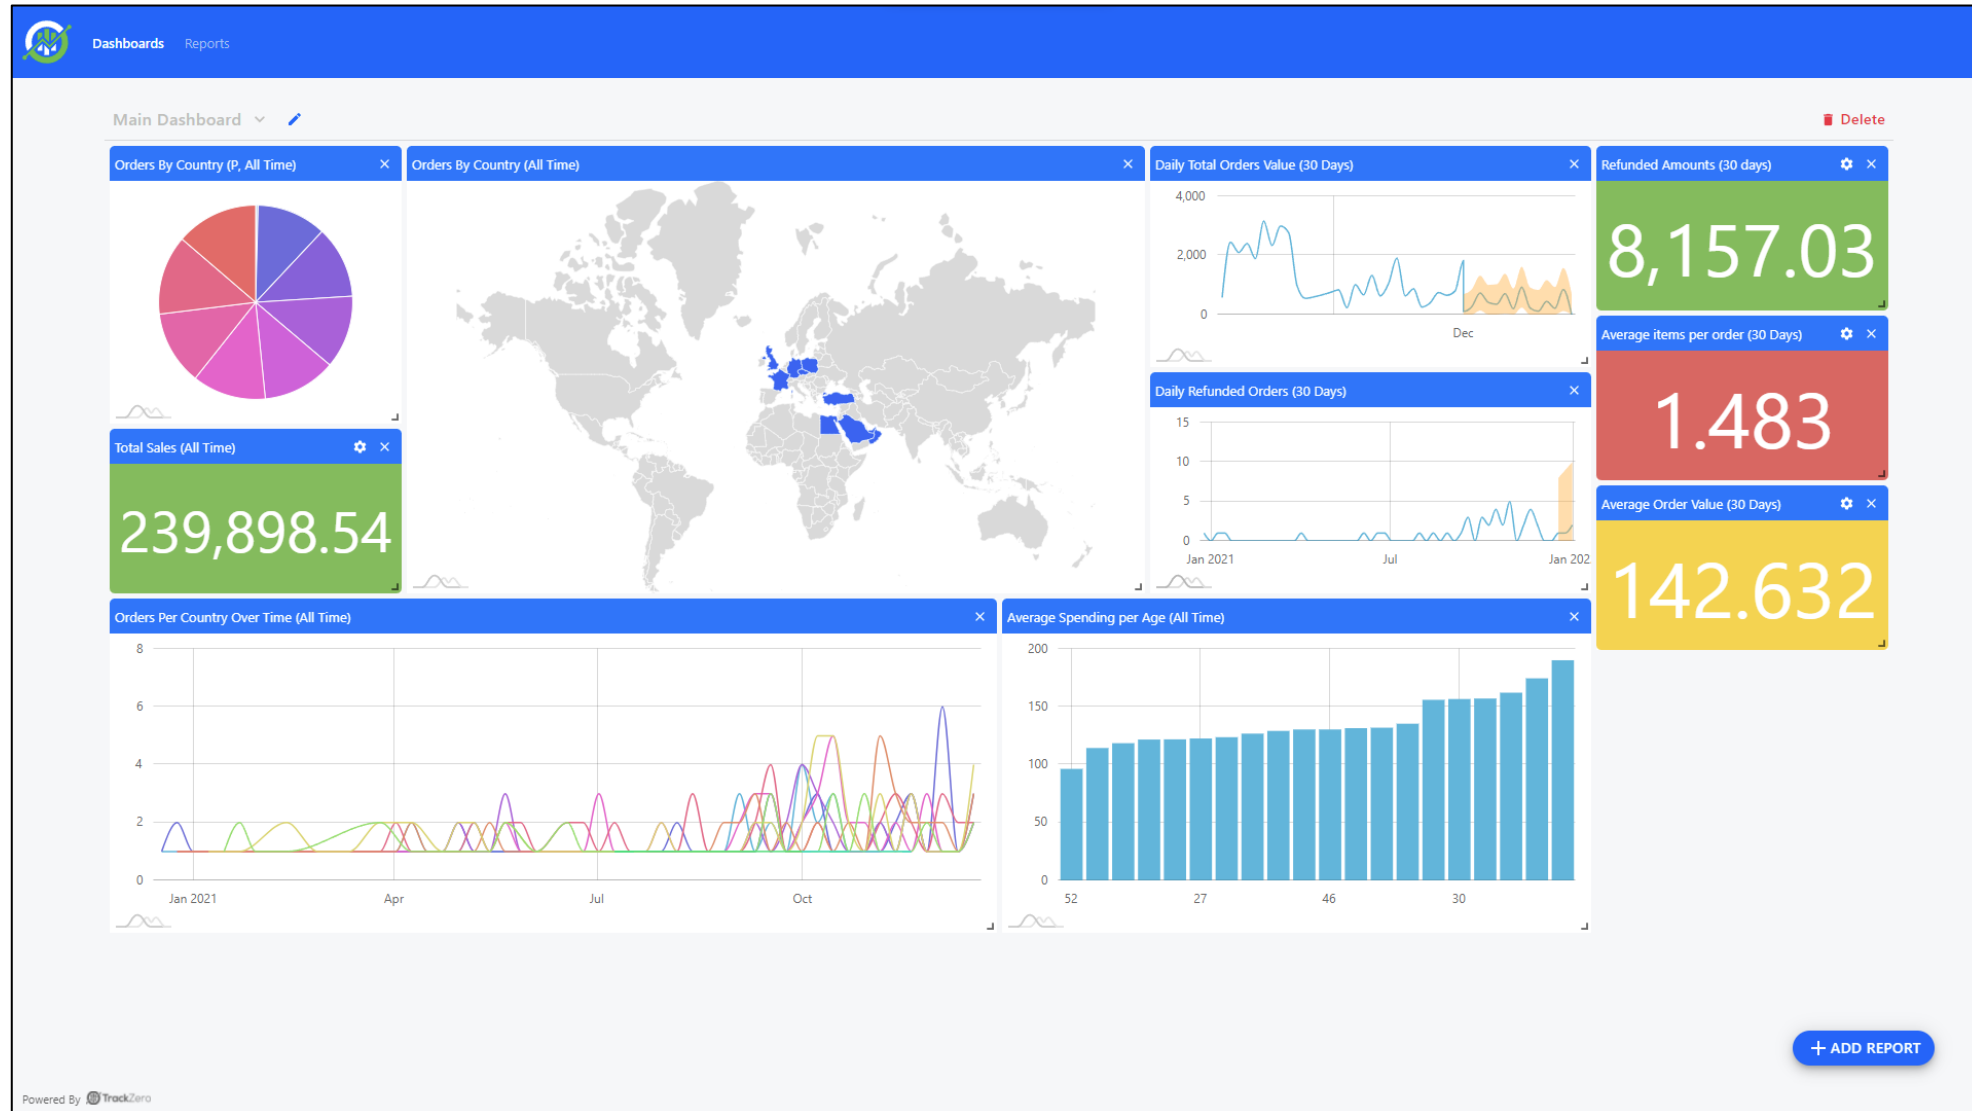 Dashboards Reports
Main Dashboard
Delete
Orders By Country (P, All Time)
Orders By Country (All Time)
Daily Total Orders Value (30 Days)
4,000
2,000
0
Dec
Refunded Amounts (30 days)
8,157.03
Average items per order (30 Days)
1.483
Daily Refunded Orders (30 Days)
15
10
5
0
Jan 2021 Jul Jan 202
Total Sales (All Time)
239,898.54
Average Order Value (30 Days)
142.632
Orders Per Country Over Time (All Time)
8
6
4
2
0
Jan 2021 Apr Jul Oct
Average Spending per Age (All Time)
200
150
100
50
0
52 27 46 30
+ ADD REPORT
Powered By TrackZero